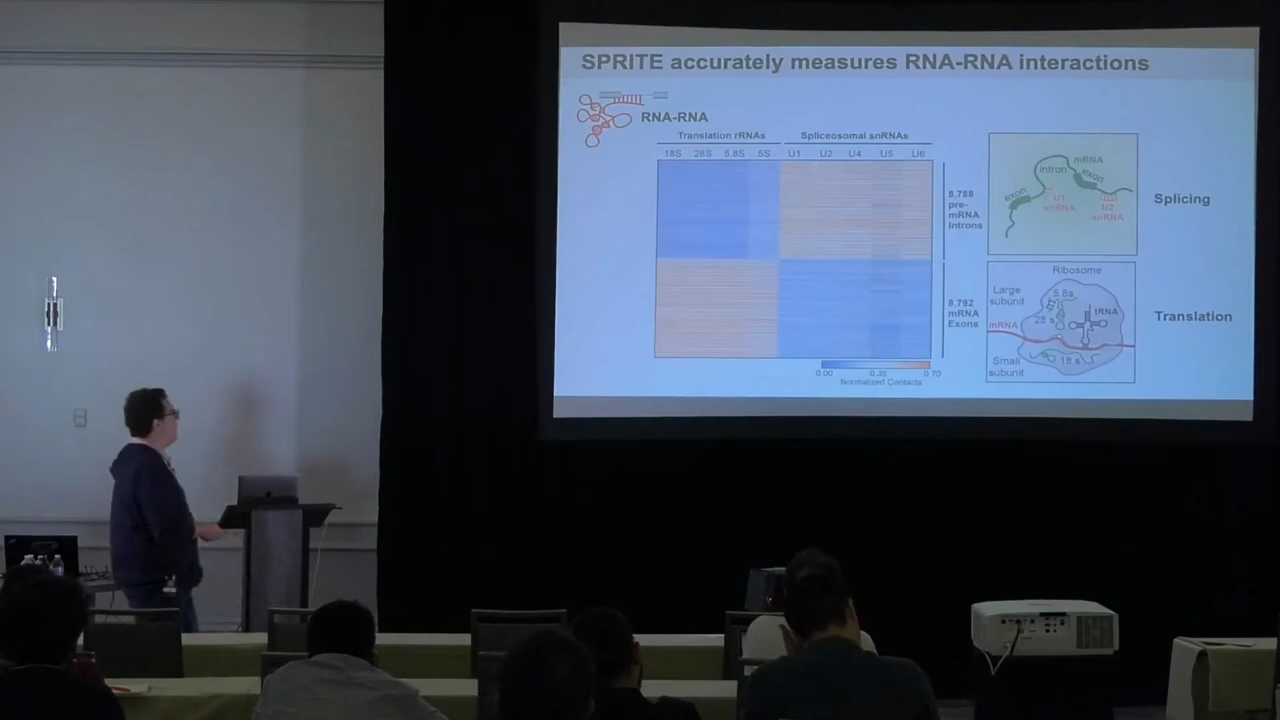 SPRITE accurately measures RNA-RNA interactions
RNA-RNA
Translation rRNAs
Spliceosomal snRNAs
18S 28S 5.8S 5S U1 U2 U4 U5 U6
8,788
pre-
mRNA
Introns
8,792
mRNA
Exons
0.00 0.35 0.70
Normalized Contacts
mRNA
intron
exon
exon
U1
snRNA
U2
snRNA
Splicing
Ribosome
Large
subunit
5.8s
28 s
tRNA
mRNA
Small
subunit
18 s
Translation